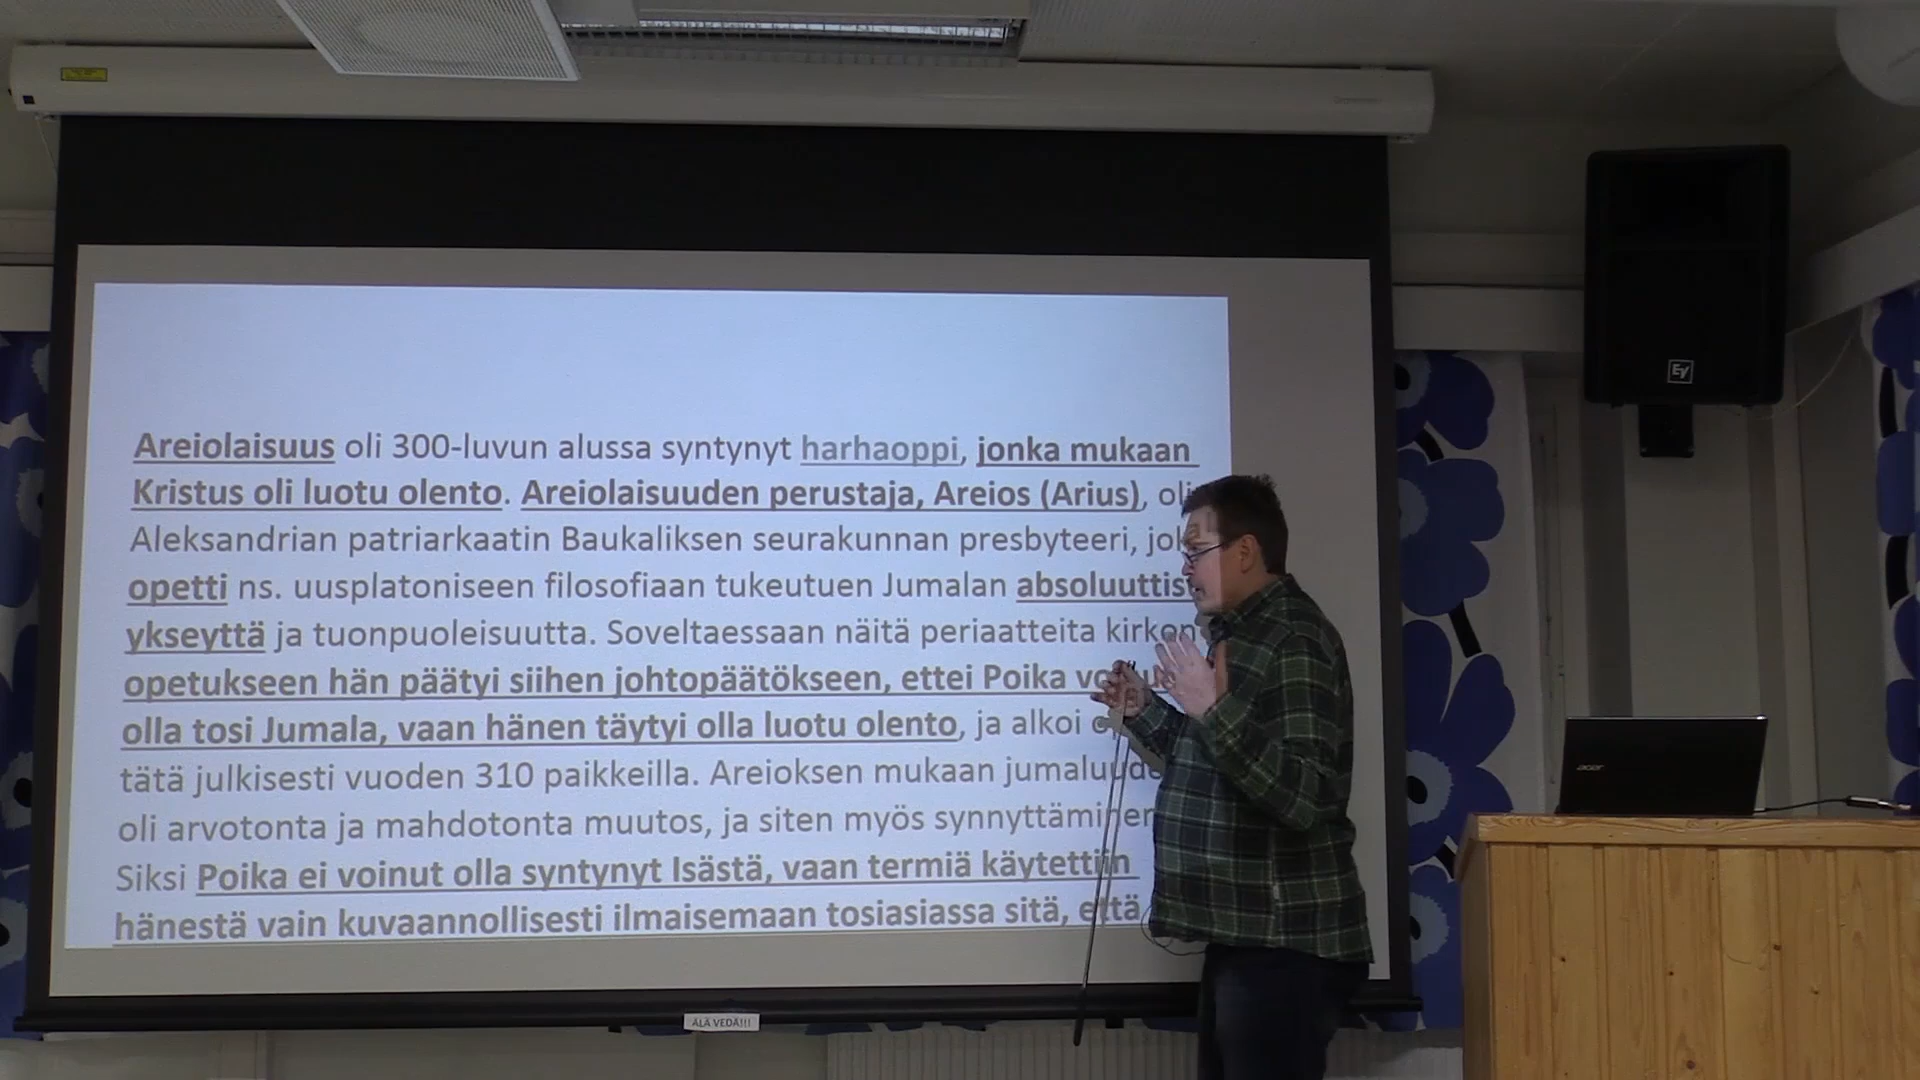 Areiolaisuus oli 300-luvun alussa syntynyt harhaoppi, jonka mukaan
Kristus oli luotu olento. Areiolaisuuden perustaja, Areios (Arius), oli
Aleksandrian patriarkaatin Baukaliksen seurakunnan presbyteeri,
opetti ns. uusplatoniseen filosofiaan tukeutuen Jumalan
ykseyttä ja tuonpuoleisuutta. Soveltaessaan näitä periaatteita kirkon
opetukseen hän päätyi siihen johtopäätökseen, ettei Poika
olla tosi Jumala, vaan hänen täytyi olla luotu olento, ja alkoi
tätä julkisesti vuoden 310 paikkeilla. Areioksen mukaan
oli arvotonta ja mahdotonta muutos, ja siten myös synnyttäminen
Siksi Poika ei voinut olla syntynyt Isästä, vaan termiä käytettiin
hänestä vain kuvaannollisesti ilmaisemaan tosiasiassa sitä, että
ÄLÄ VEDÄ!!!
EV
acer